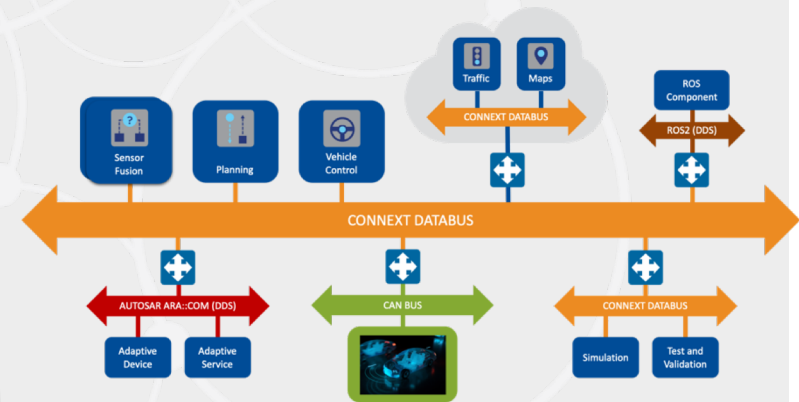 Traffic
Maps
CONNEXT DATABUS
ROS
Component
ROS2 (DDS)
?
Sensor
Fusion
Planning
Vehicle
Control
CONNEXT DATABUS
AUTOSAR ARA::COM (DDS)
CAN BUS
CONNEXT DATABUS
Adaptive
Device
Adaptive
Service
Simulation
Test and
Validation